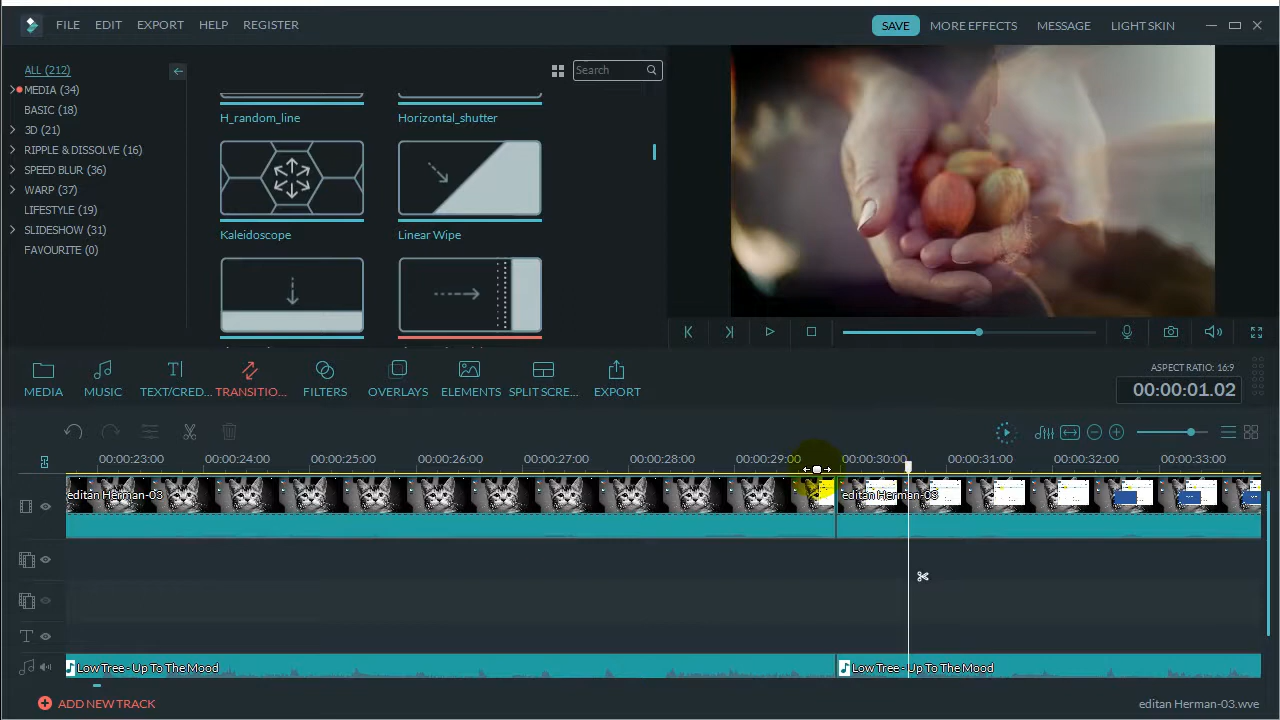 FILE EDIT EXPORT HELP REGISTER SAVE MORE EFFECTS MESSAGE LIGHT SKIN
ALL (212)
MEDIA (34)
BASIC (18)
3D (21)
RIPPLE & DISSOLVE (16)
SPEED BLUR (36)
WARP (37)
LIFESTYLE (19)
SLIDESHOW (31)
FAVOURITE (0)
Search
H_random_line Horizontal_shutter
Kaleidoscope Linear Wipe
MEDIA MUSIC TEXT/CRED... TRANSITIO... FILTERS OVERLAYS ELEMENTS SPLIT SCRE... EXPORT
ASPECT RATIO: 16:9
00:00:01.02
00:00:23:00 00:00:24:00 00:00:25:00 00:00:26:00 00:00:27:00 00:00:28:00 00:00:29:00 00:00:30:00 00:00:31:00 00:00:32:00 00:00:33:00
editan Herman-03 editan Herman-03
Low Tree - Up To The Mood Low Tree - Up To The Mood
ADD NEW TRACK editan Herman-03.wve